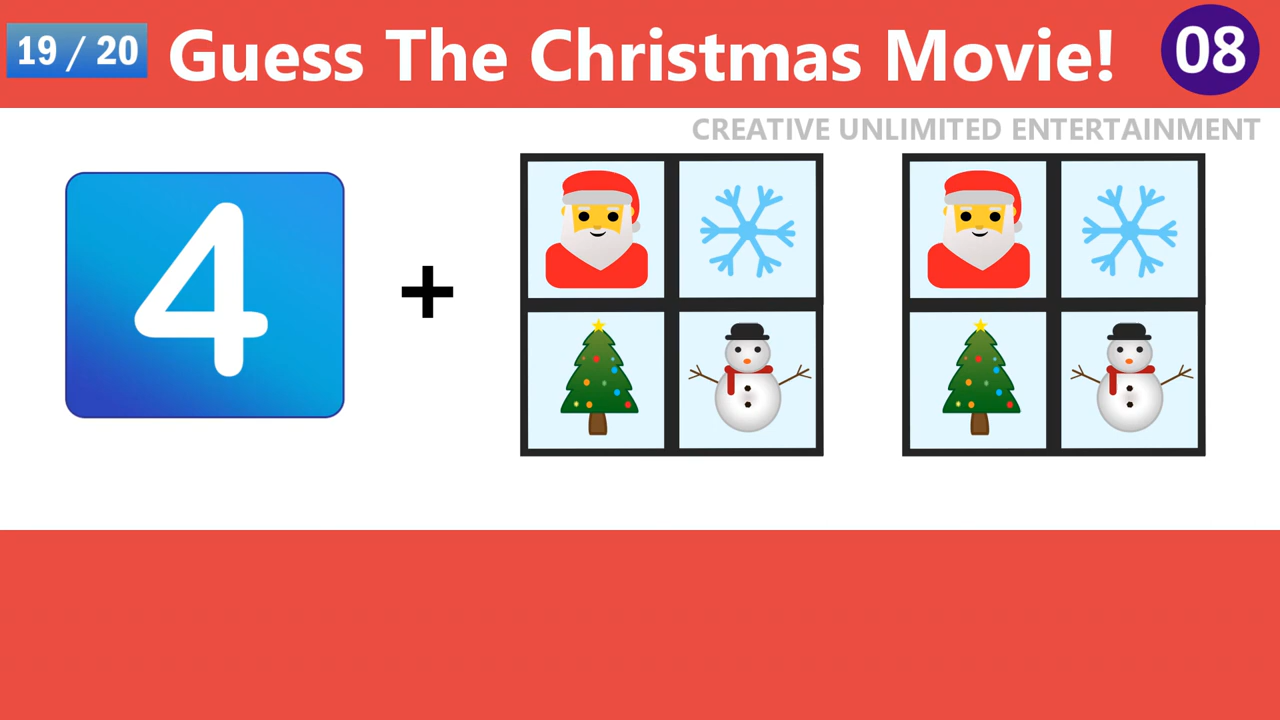 19 / 20
Guess The Christmas Movie!
08
CREATIVE UNLIMITED ENTERTAINMENT
4
+